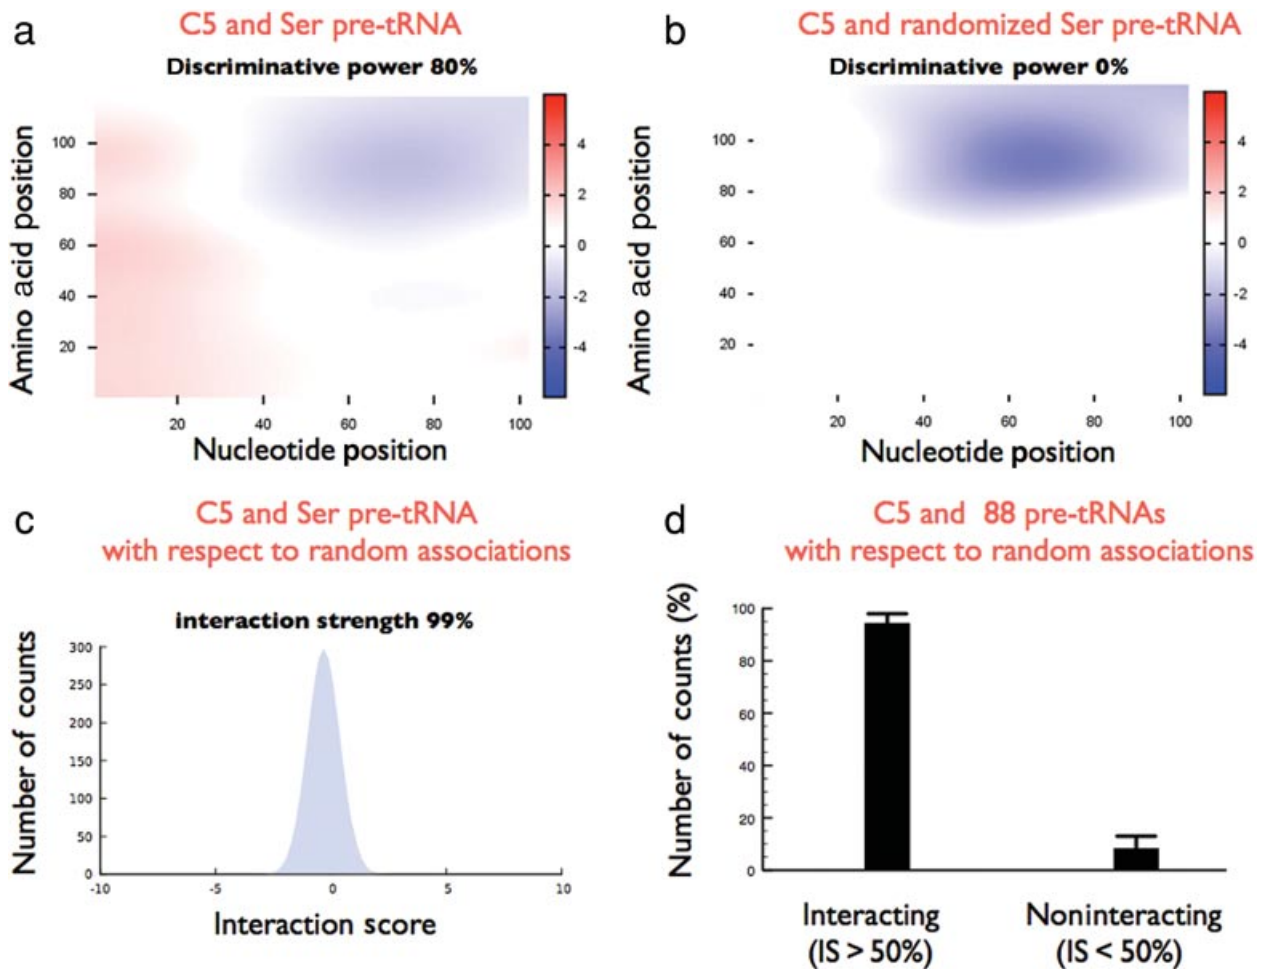 a
C5 and Ser pre-tRNA
Discriminative power 80%
Amino acid position
100
80
60
40
20
4
2
0
-2
-4
20 40 60 80 100
Nucleotide position
b
C5 and randomized Ser pre-tRNA
Discriminative power 0%
Amino acid position
100
80
60
40
20
4
2
0
-2
-4
20 40 60 80 100
Nucleotide position
c
C5 and Ser pre-tRNA
with respect to random associations
interaction strength 99%
Number of counts
300
250
200
150
100
50
0
-10 -5 0 5 10
Interaction score
d
C5 and 88 pre-tRNAs
with respect to random associations
Number of counts (%)
100
80
60
40
20
0
Interacting
(IS > 50%)
Noninteracting
(IS < 50%)